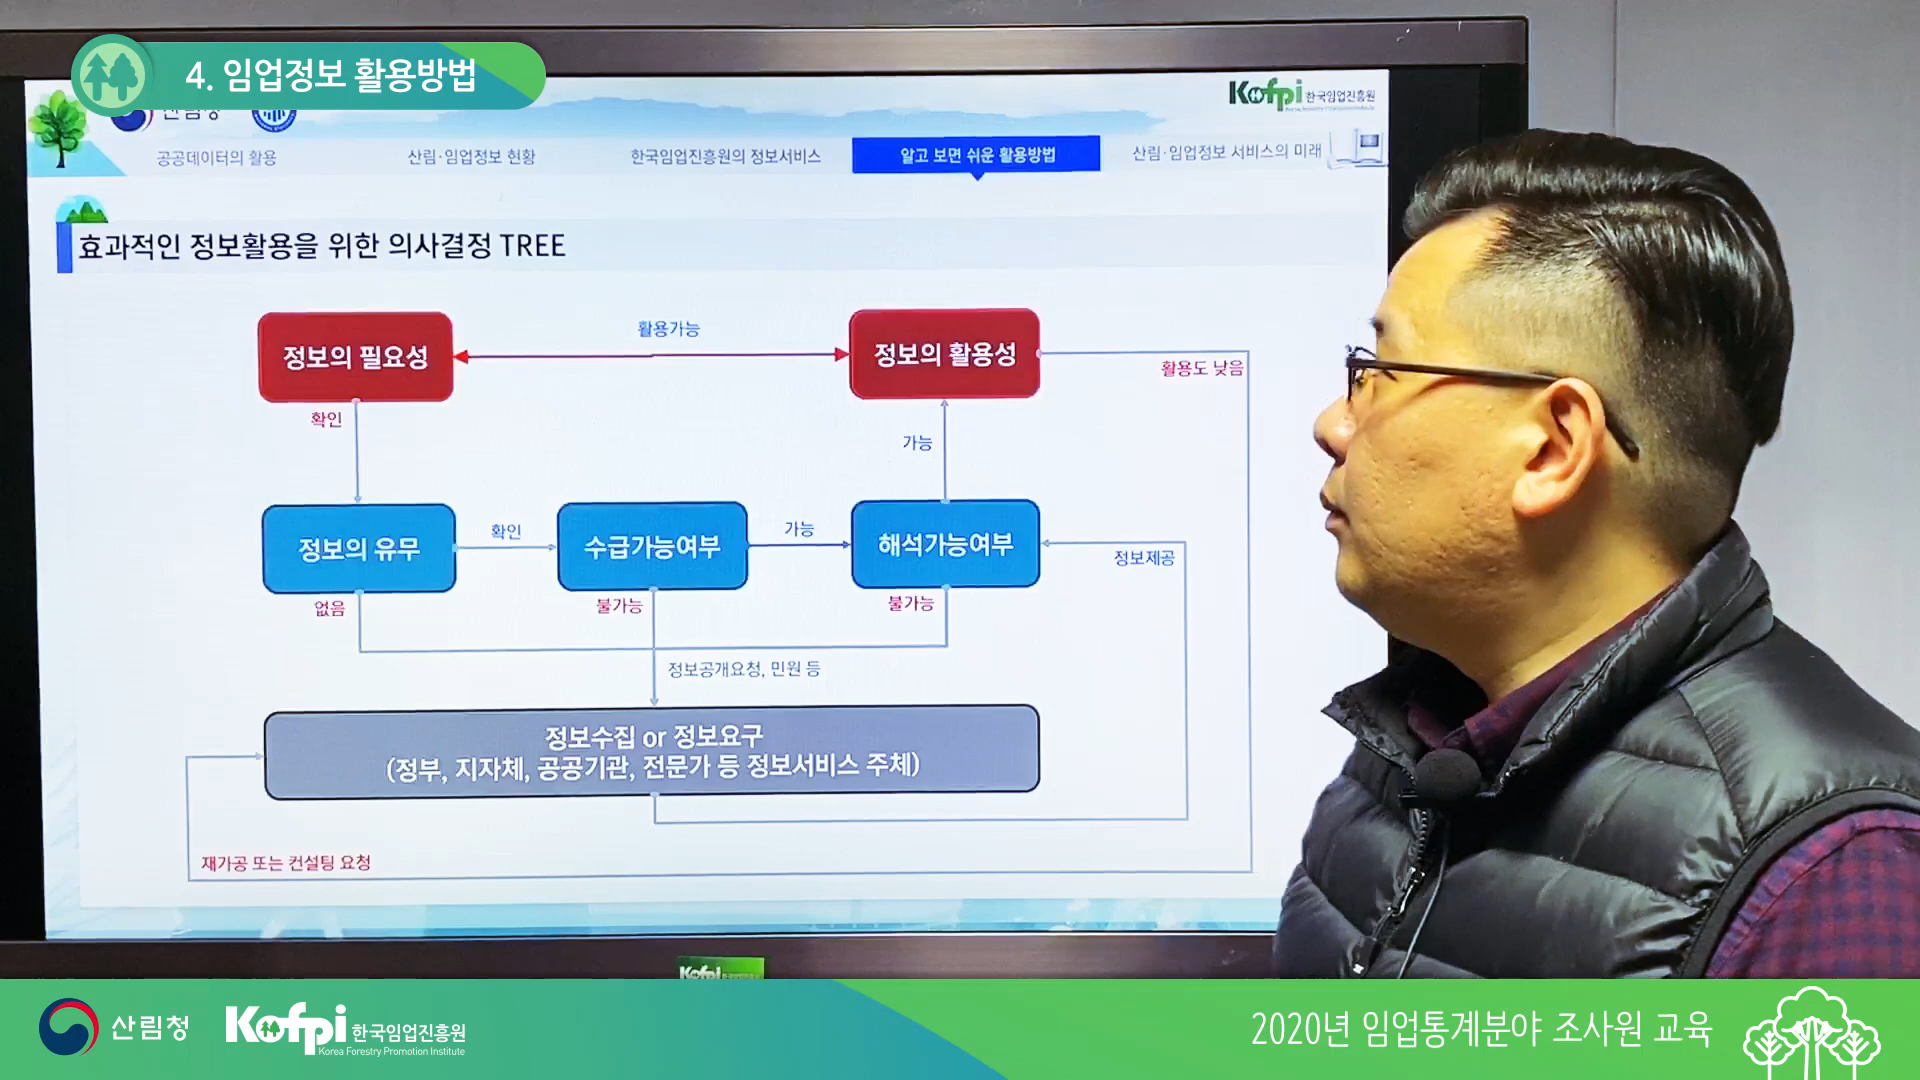 4. 임업정보 활용방법
산림청
Kofpi 한국임업진흥원
공공데이터의 활용
산림·임업정보 현황
한국임업진흥원의 정보서비스
알고 보면 쉬운 활용방법
산림·임업정보 서비스의 미래
효과적인 정보활용을 위한 의사결정 TREE
정보의 필요성
활용가능
정보의 활용성
활용도 낮음
확인
가능
정보의 유무
확인
수급가능여부
가능
해석가능여부
정보제공
없음
불가능
불가능
정보공개요청, 민원 등
정보수집 or 정보요구
(정부, 지자체, 공공기관, 전문가 등 정보서비스 주체)
재가공 또는 컨설팅 요청
Kofpi
산림청
Kofpi 한국임업진흥원
Korea Forestry Promotion Institute
2020년 임업통계분야 조사원 교육